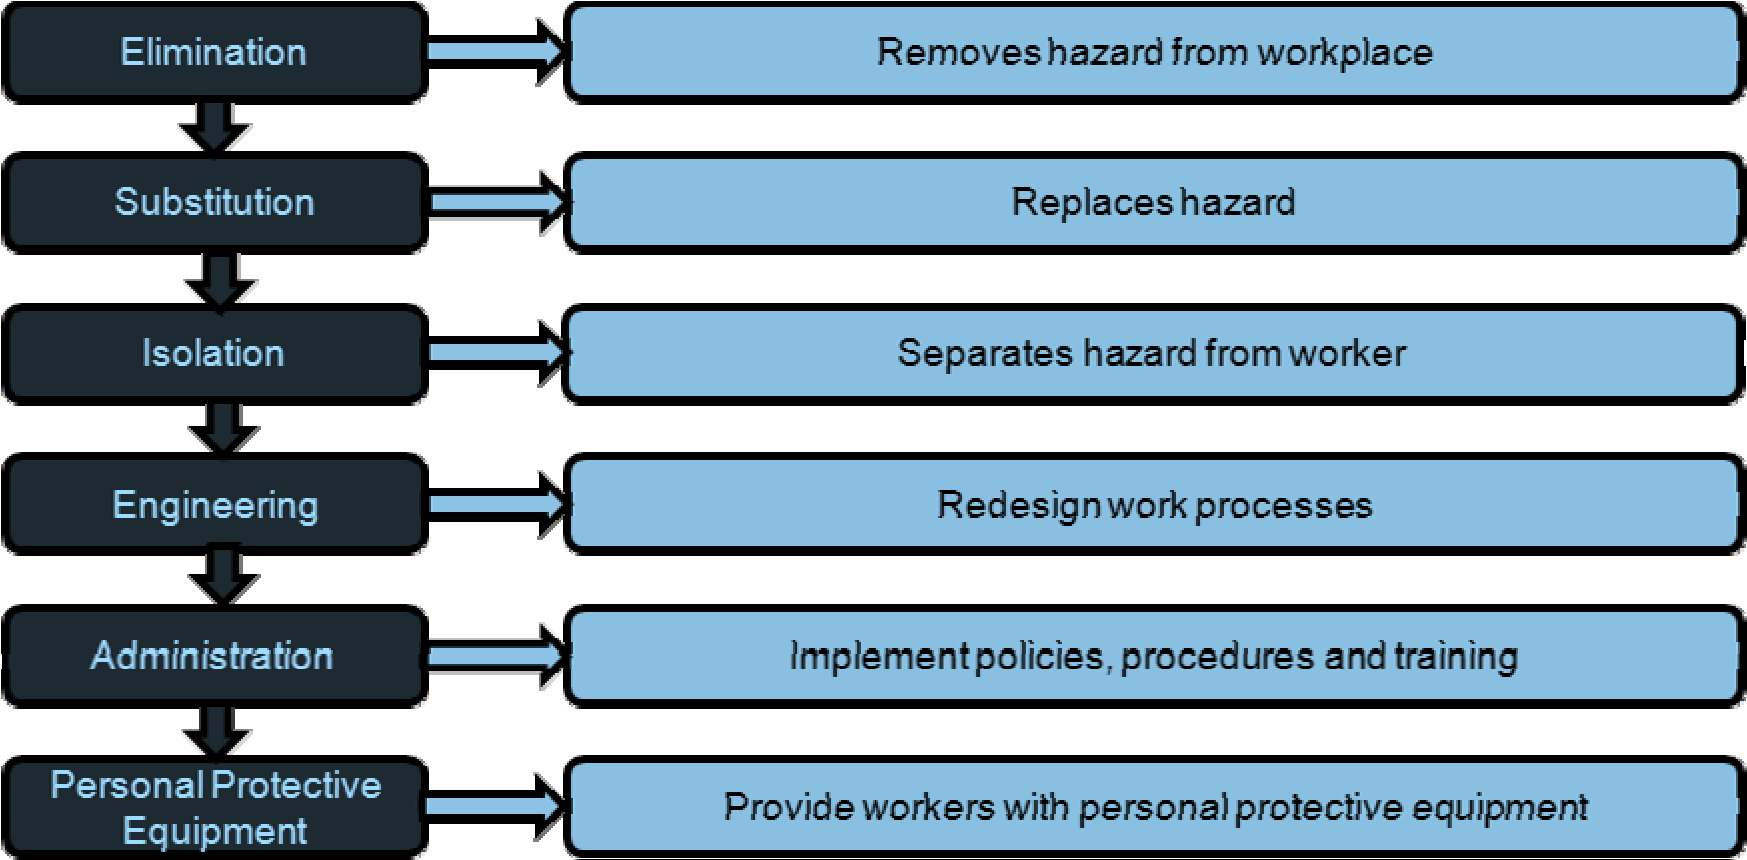 Elimination
Removes hazard from workplace
Substitution
Replaces hazard
Isolation
Separates hazard from worker
Engineering
Redesign work processes
Administration
Implement policies, procedures and training
Personal Protective
Equipment
Provide workers with personal protective equipment